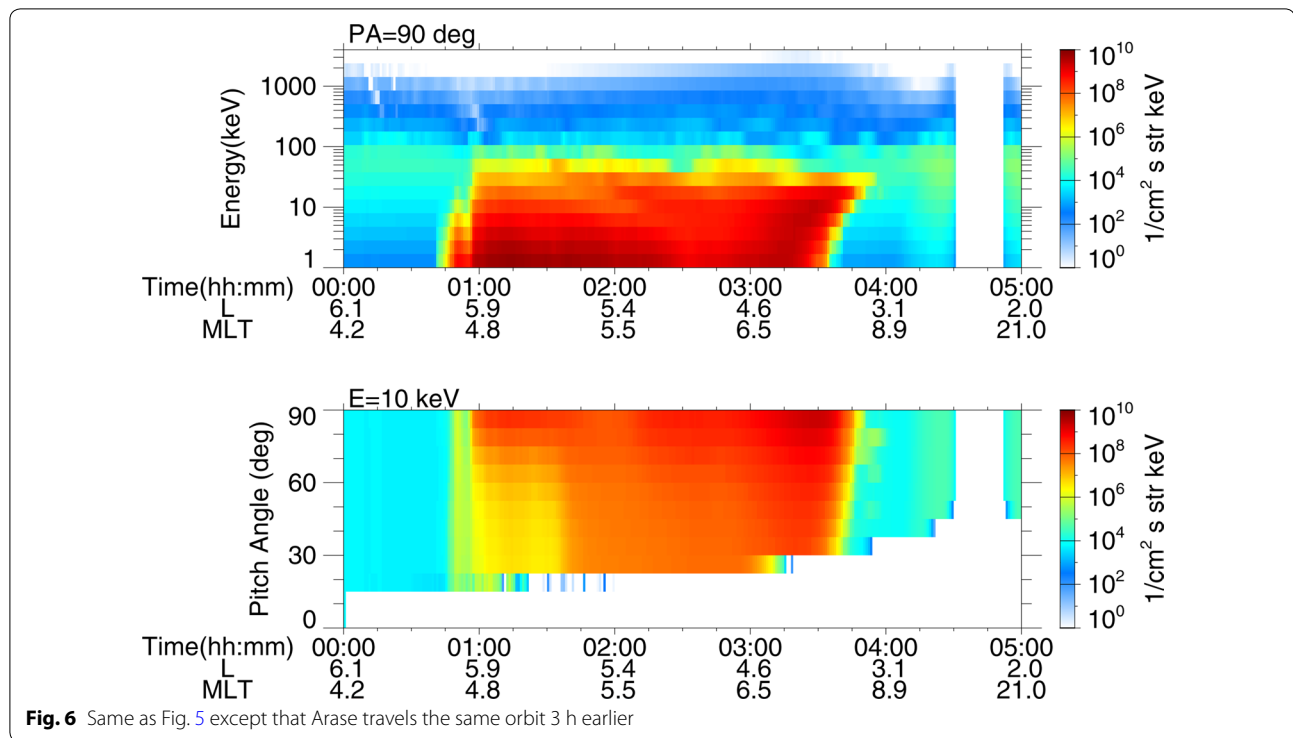 PA=90 deg
Energy(keV)
1000
100
10
1
10^10
10^8
10^6
10^4
10^2
10^0
1/cm^2 s str keV
Time(hh:mm) 00:00 01:00 02:00 03:00 04:00 05:00
L 6.1 5.9 5.4 4.6 3.1 2.0
MLT 4.2 4.8 5.5 6.5 8.9 21.0
E=10 keV
Pitch Angle (deg)
90
60
30
0
10^10
10^8
10^6
10^4
10^2
10^0
1/cm^2 s str keV
Time(hh:mm) 00:00 01:00 02:00 03:00 04:00 05:00
L 6.1 5.9 5.4 4.6 3.1 2.0
MLT 4.2 4.8 5.5 6.5 8.9 21.0
Fig. 6 Same as Fig. 5 except that Arase travels the same orbit 3 h earlier